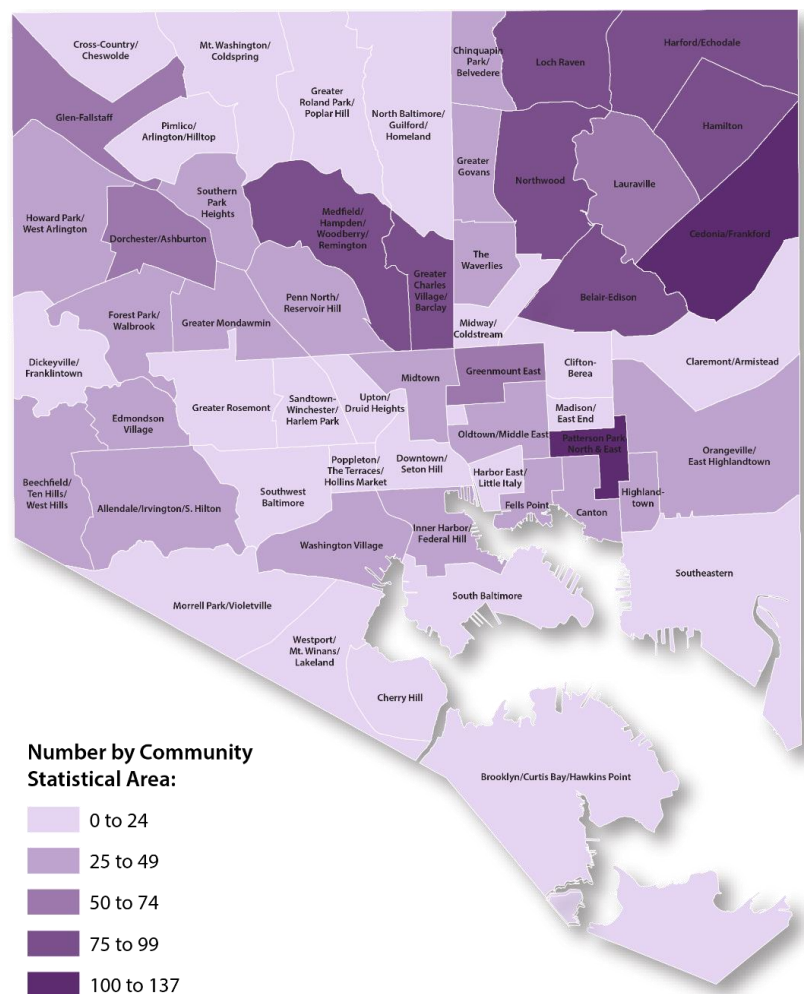 Cross-Country/
Cheswolde
Mt. Washington/
Coldspring
Greater
Roland Park/
Poplar Hill
North Baltimore/
Guilford/
Homeland
Chinquapin
Park/
Belvedere
Loch Raven
Harford/Echodale
Glen-Fallstaff
Pimlico/
Arlington/Hilltop
Hamilton
Greater
Govans
Northwood
Lauraville
Southern
Park
Heights
Howard Park/
West Arlington
Dorchester/Ashburton
Medfield/
Hampden/
Woodberry/
Remington
Cedonia/Frankford
The
Waverlies
Greater
Charles
Village/
Barclay
Penn North/
Reservoir Hill
Belair-Edison
Forest Park/
Walbrook
Greater Mondawmin
Midway/
Coldstream
Dickeyville/
Franklintown
Clifton-
Berea
Claremont/Armistead
Greenmount East
Midtown
Greater Rosemont
Sandtown-
Winchester/
Harlem Park
Upton/
Druid Heights
Madison/
East End
Edmondson
Village
Oldtown/Middle East
Patterson Park
North & East
Orangeville/
East Highlandtown
Beechfield/
Ten Hills/
West Hills
Poppleton/
The Terraces/
Hollins Market
Downtown/
Seton Hill
Harbor East/
Little Italy
Southwest
Baltimore
Highland-
town
Allendale/Irvington/S. Hilton
Fells Point
Canton
Washington Village
Inner Harbor/
Federal Hill
Southeastern
South Baltimore
Morrell Park/Violetville
Westport/
Mt. Winans/
Lakeland
Cherry Hill
Brooklyn/Curtis Bay/Hawkins Point
Number by Community
Statistical Area:
0 to 24
25 to 49
50 to 74
75 to 99
100 to 137